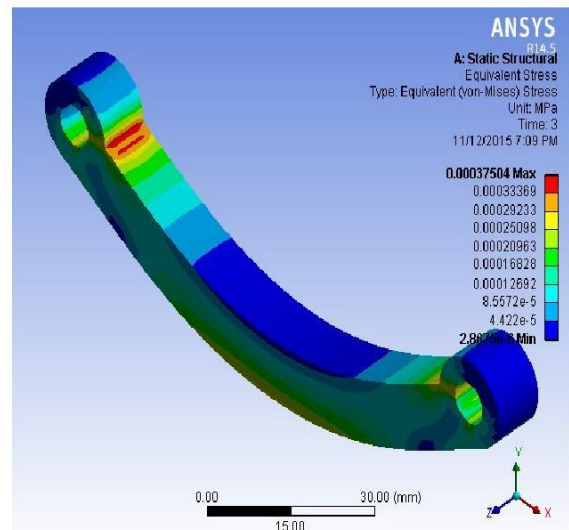 ANSYS
R14.5
A: Static Structural
Equivalent Stress
Type: Equivalent (von-Mises) Stress
Unit: MPa
Time: 3
11/12/2015 7:09 PM
0.00037504 Max
0.00033369
0.00029233
0.00025098
0.00020963
0.00016828
0.00012692
8.5572e-5
4.422e-5
Min
0.00
30.00 (mm)
15.00
Y
Z
X